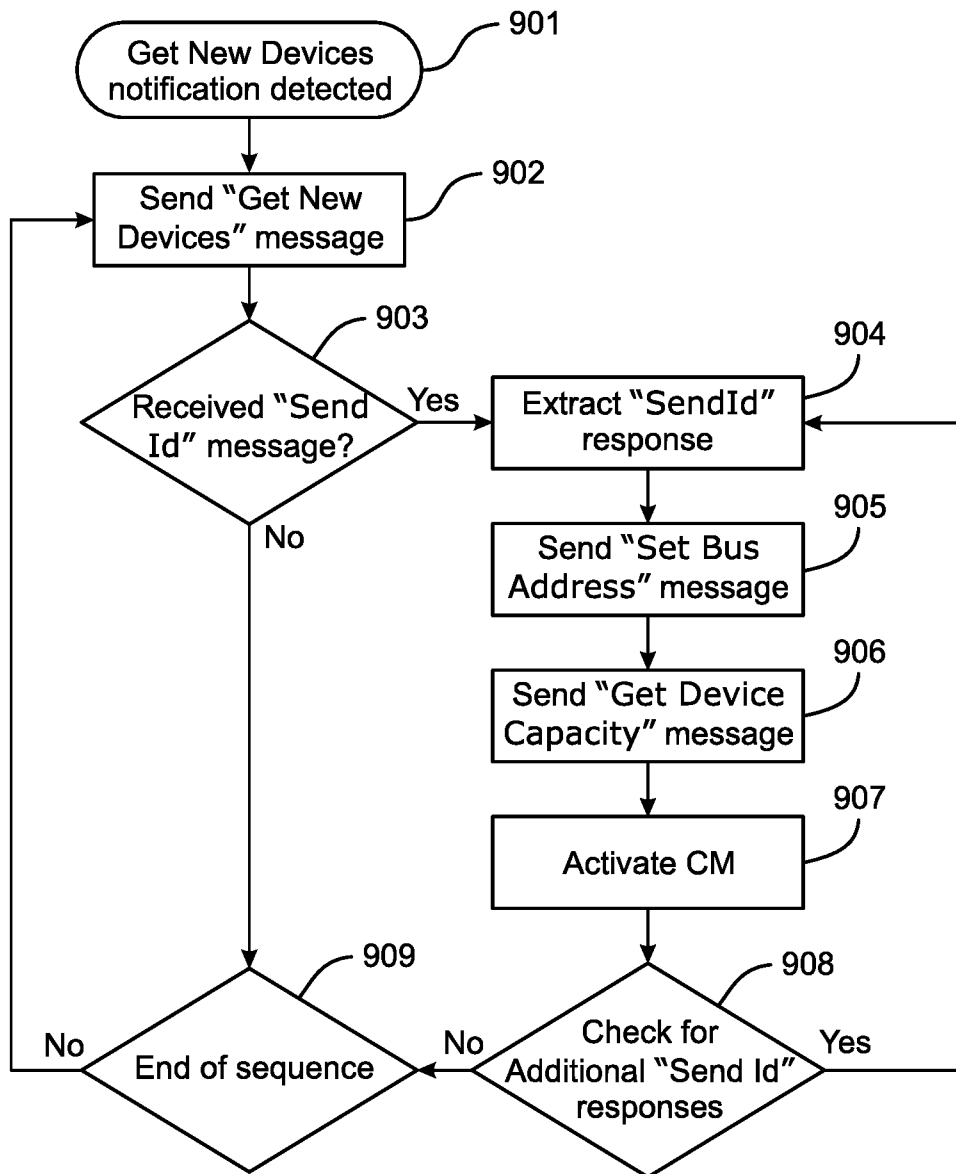 901
Get New Devices
notification detected
902
Send “Get New
Devices” message
903
Received “Send
Id” message?
Yes
No
904
Extract “SendId”
response
905
Send “Set Bus
Address” message
906
Send “Get Device
Capacity” message
907
Activate CM
908
Check for
Additional “Send Id”
responses
Yes
No
909
End of sequence
No